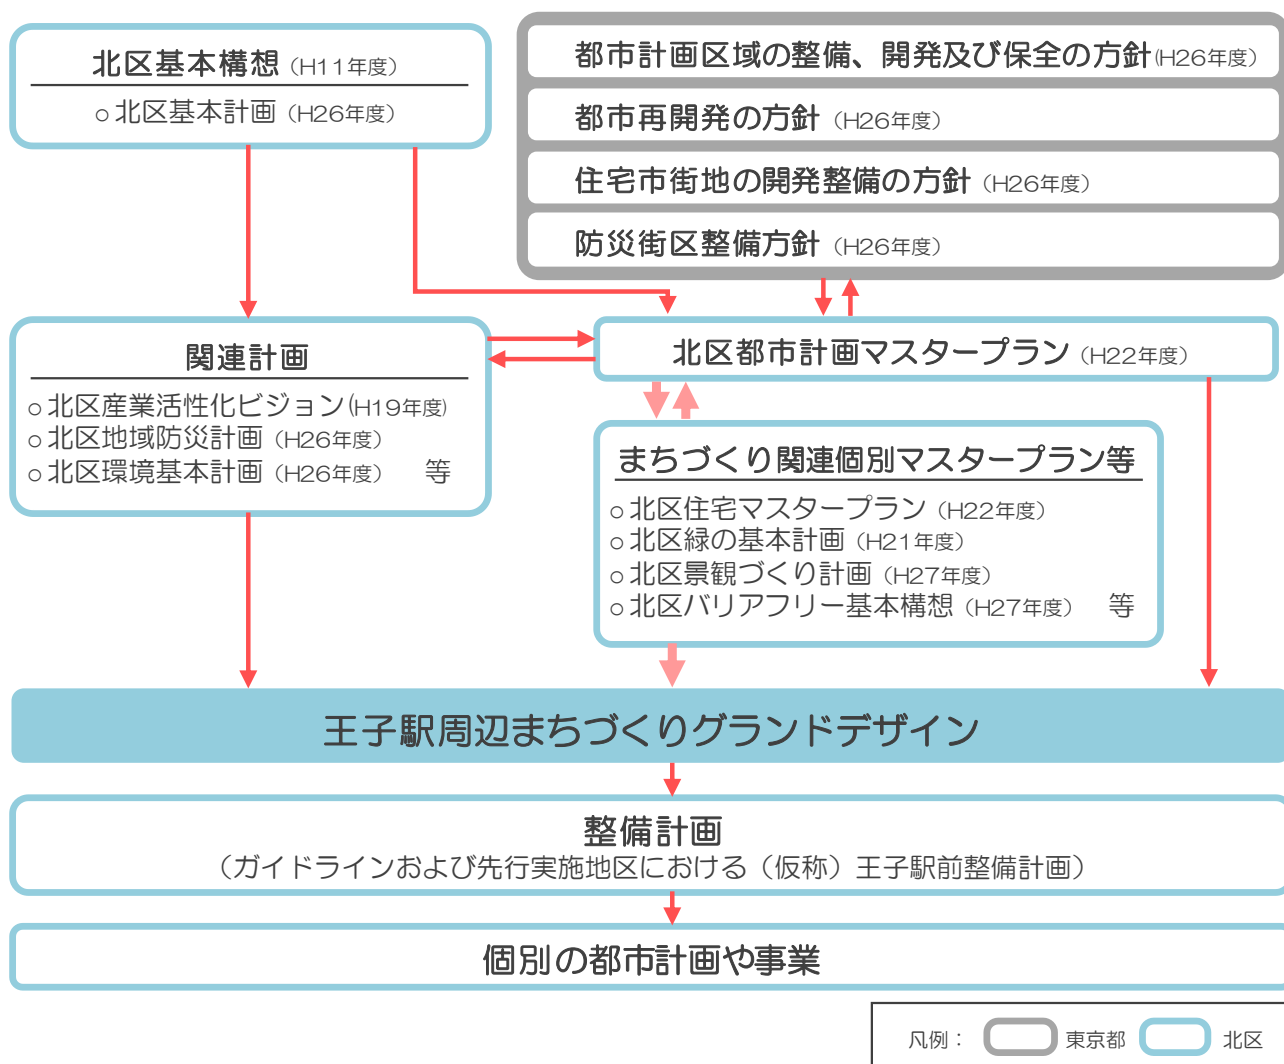 北区基本構想（H11年度）
○北区基本計画（H26年度）
都市計画区域の整備、開発及び保全の方針(H26年度）
都市再開発の方針（H26年度）
住宅市街地の開発整備の方針（H26年度）
防災街区整備方針（H26年度）
関連計画
○北区産業活性化ビジョン(H19年度)
○北区地域防災計画（H26年度）
○北区環境基本計画（H26年度） 等
北区都市計画マスタープラン（H22年度）
まちづくり関連個別マスタープラン等
○北区住宅マスタープラン（H22年度）
○北区緑の基本計画（H21年度）
○北区景観づくり計画（H27年度）
○北区バリアフリー基本構想（H27年度） 等
王子駅周辺まちづくりグランドデザイン
整備計画
（ガイドラインおよび先行実施地区における（仮称）王子駅前整備計画）
個別の都市計画や事業
凡例： 東京都 北区